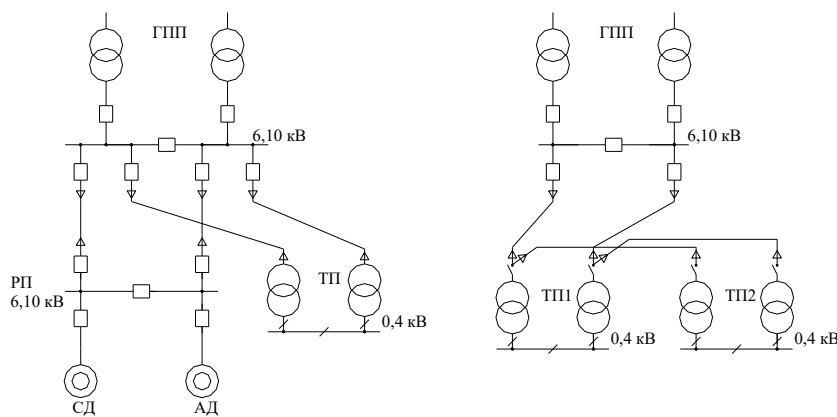 ГПП
6,10 кВ
РП
6,10 кВ
ТП
0,4 кВ
СД
АД
ГПП
6,10 кВ
ТП1
0,4 кВ
ТП2
0,4 кВ